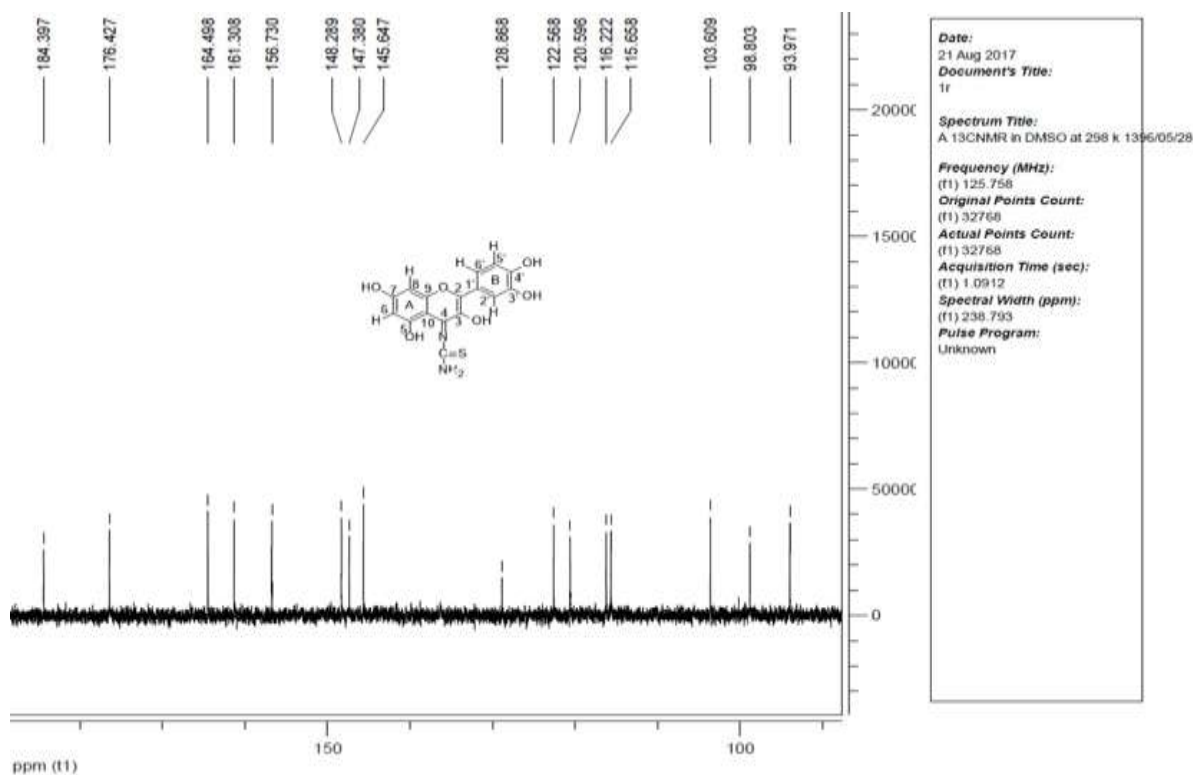 184.397
176.427
164.498
161.308
156.730
148.289
147.380
145.647
128.868
122.568
120.596
116.222
115.658
103.609
98.803
93.971
20000
15000
10000
50000
0
H
H 6' 5'
B 4' OH
H 1'
HO 7 8 9 O 2 2' 3' OH
A H
H 6 5 10 4 3 OH
OH N
C=S
NH2
150
100
ppm (t1)
Date:
21 Aug 2017
Document's Title:
1r
Spectrum Title:
A 13CNMR in DMSO at 298 k 1396/05/28
Frequency (MHz):
(f1) 125.758
Original Points Count:
(f1) 32768
Actual Points Count:
(f1) 32768
Acquisition Time (sec):
(f1) 1.0912
Spectral Width (ppm):
(f1) 238.793
Pulse Program:
Unknown